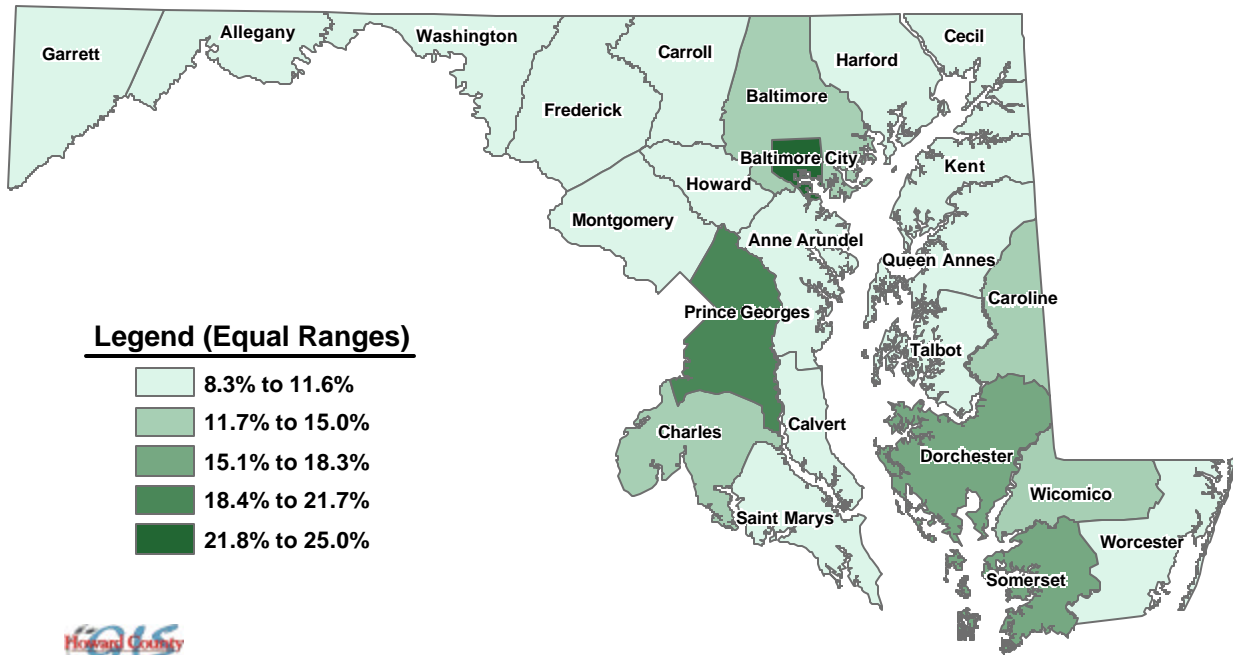 Garrett
Allegany
Washington
Frederick
Carroll
Baltimore
Harford
Cecil
Baltimore City
Howard
Montgomery
Kent
Anne Arundel
Queen Annes
Caroline
Prince Georges
Talbot
Calvert
Charles
Dorchester
Wicomico
Saint Marys
Worcester
Somerset
Legend (Equal Ranges)
8.3% to 11.6%
11.7% to 15.0%
15.1% to 18.3%
18.4% to 21.7%
21.8% to 25.0%
Howard County
GIS